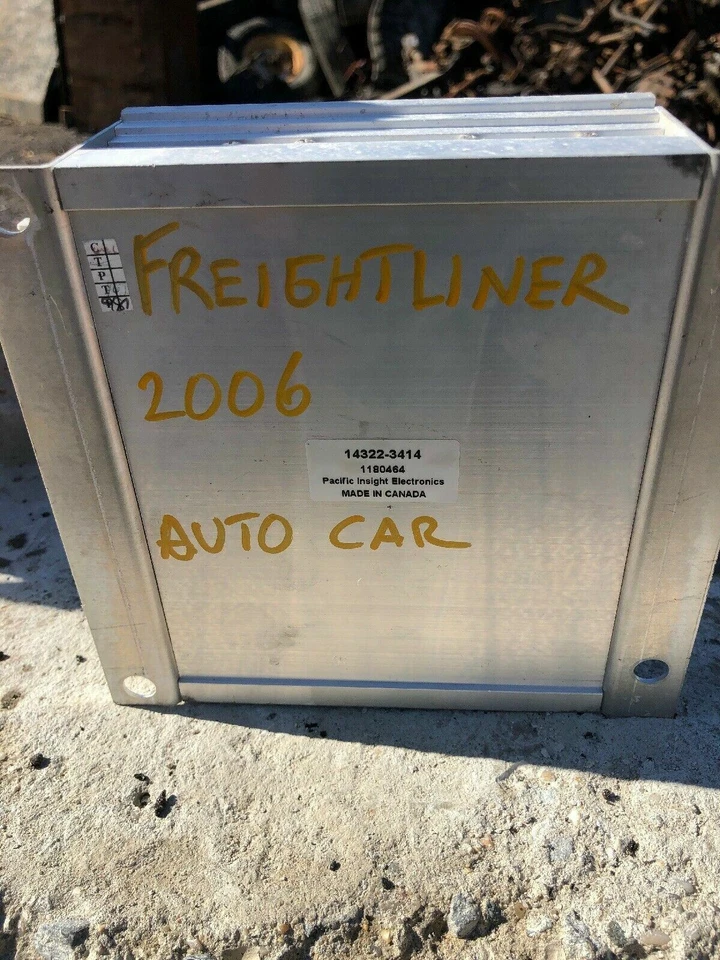 FREIGHTLINER
C
T
P
2006
14322-3414
1180464
Pacific Insight Electronics
MADE IN CANADA
AUTO CAR